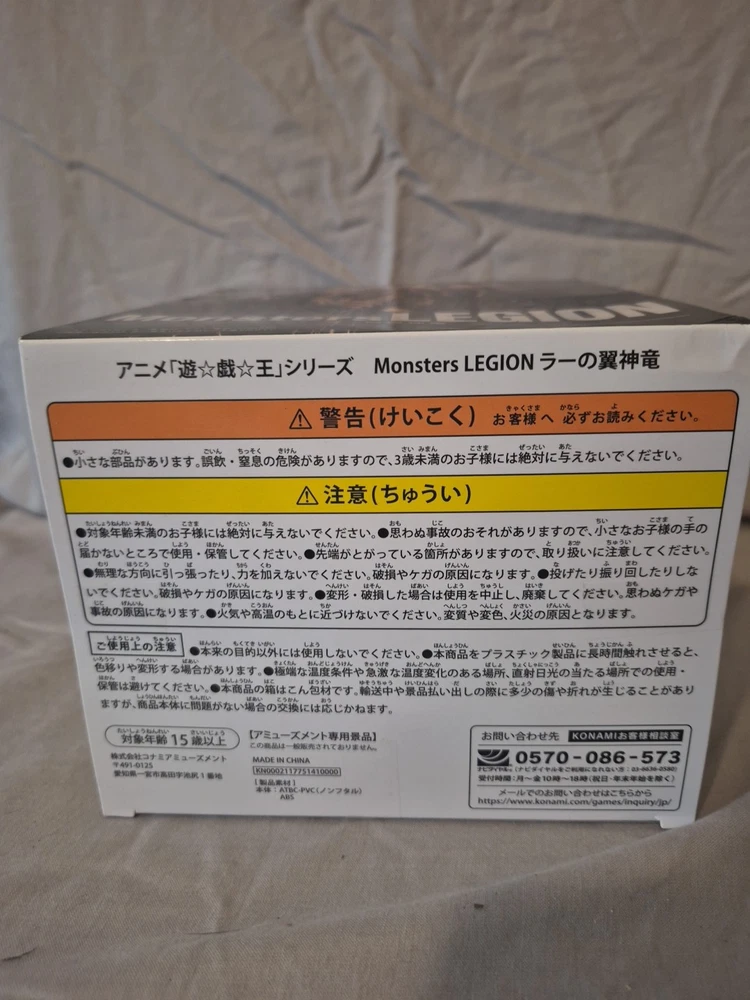 MONSTERS LEGION
アニメ「遊☆戯☆王」シリーズ Monsters LEGION ラーの翼神竜
⚠ 警告(けいこく) お客様へ 必ずお読みください。
●小さな部品があります。誤飲・窒息の危険がありますので、3歳未満のお子様には絶対に与えないでください。
⚠ 注意(ちゅうい)
●対象年齢未満のお子様には絶対に与えないでください。●思わぬ事故のおそれがありますので、小さなお子様の手の
届かないところで使用・保管してください。●先端がとがっている箇所がありますので、取り扱いに注意してください。
●無理な方向に引っ張ったり、力を加えないでください。破損やケガの原因になります。●投げたり振り回したりしな
いでください。破損やケガの原因になります。●変形・破損した場合は使用を中止し、廃棄してください。思わぬケガや
事故の原因になります。●火気や高温のもとに近づけないでください。変質や変色、火災の原因となります。
ご使用上の注意 ●本来の目的以外には使用しないでください。●本商品をプラスチック製品に長時間触れさせると、
色移りや変形する場合があります。●極端な温度条件や急激な温度変化のある場所、直射日光の当たる場所での使用・
保管は避けてください。●本商品の箱はこん包材です。輸送中や景品払い出しの際に多少の傷や折れが生じることがあり
ますが、商品本体に問題がない場合の交換には応じかねます。
対象年齢 15歳以上
株式会社コナミアミューズメント
〒491-0125
愛知県一宮市高田字池尻1番地
【アミューズメント専用景品】
この商品は一般販売されておりません。
MADE IN CHINA
KN0002117751410000
【製品素材】
本体：ATBC-PVC(ノンフタル)
ABS
お問い合わせ先 KONAMIお客様相談室
0570-086-573
ナビダイヤル（ナビダイヤルをご利用になれない方：
受付時間：月～金10時～18時(祝日・年末年始を除く)
メールでのお問い合わせはこちらから
https://www.konami.com/games/inquiry/jp/